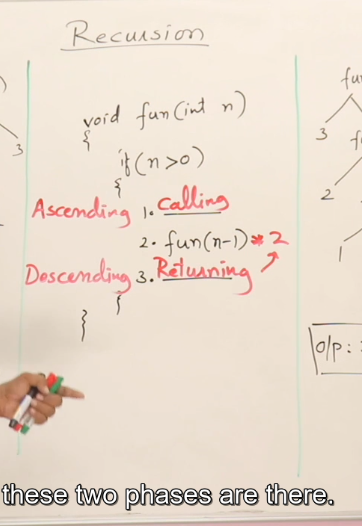 Recursion
void fun(int n)
{
if(n>0)
{
Ascending 1. Calling
2. fun(n-1) * 2
Descending 3. Returning
}
}
)
3
fu
3
f
2
1
o/p:
these two phases are there.